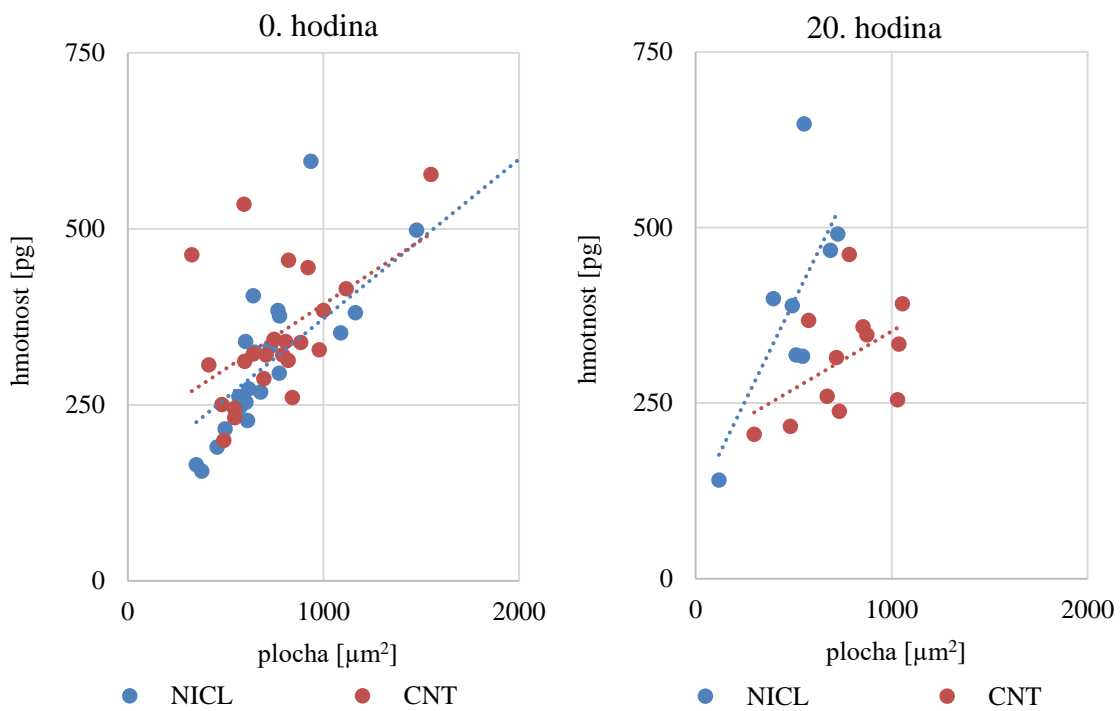 0. hodina
750
500
250
0
hmotnost [pg]
0
1000
2000
plocha [µm²]
NICL
CNT
20. hodina
750
500
250
0
hmotnost [pg]
0
1000
2000
plocha [µm²]
NICL
CNT